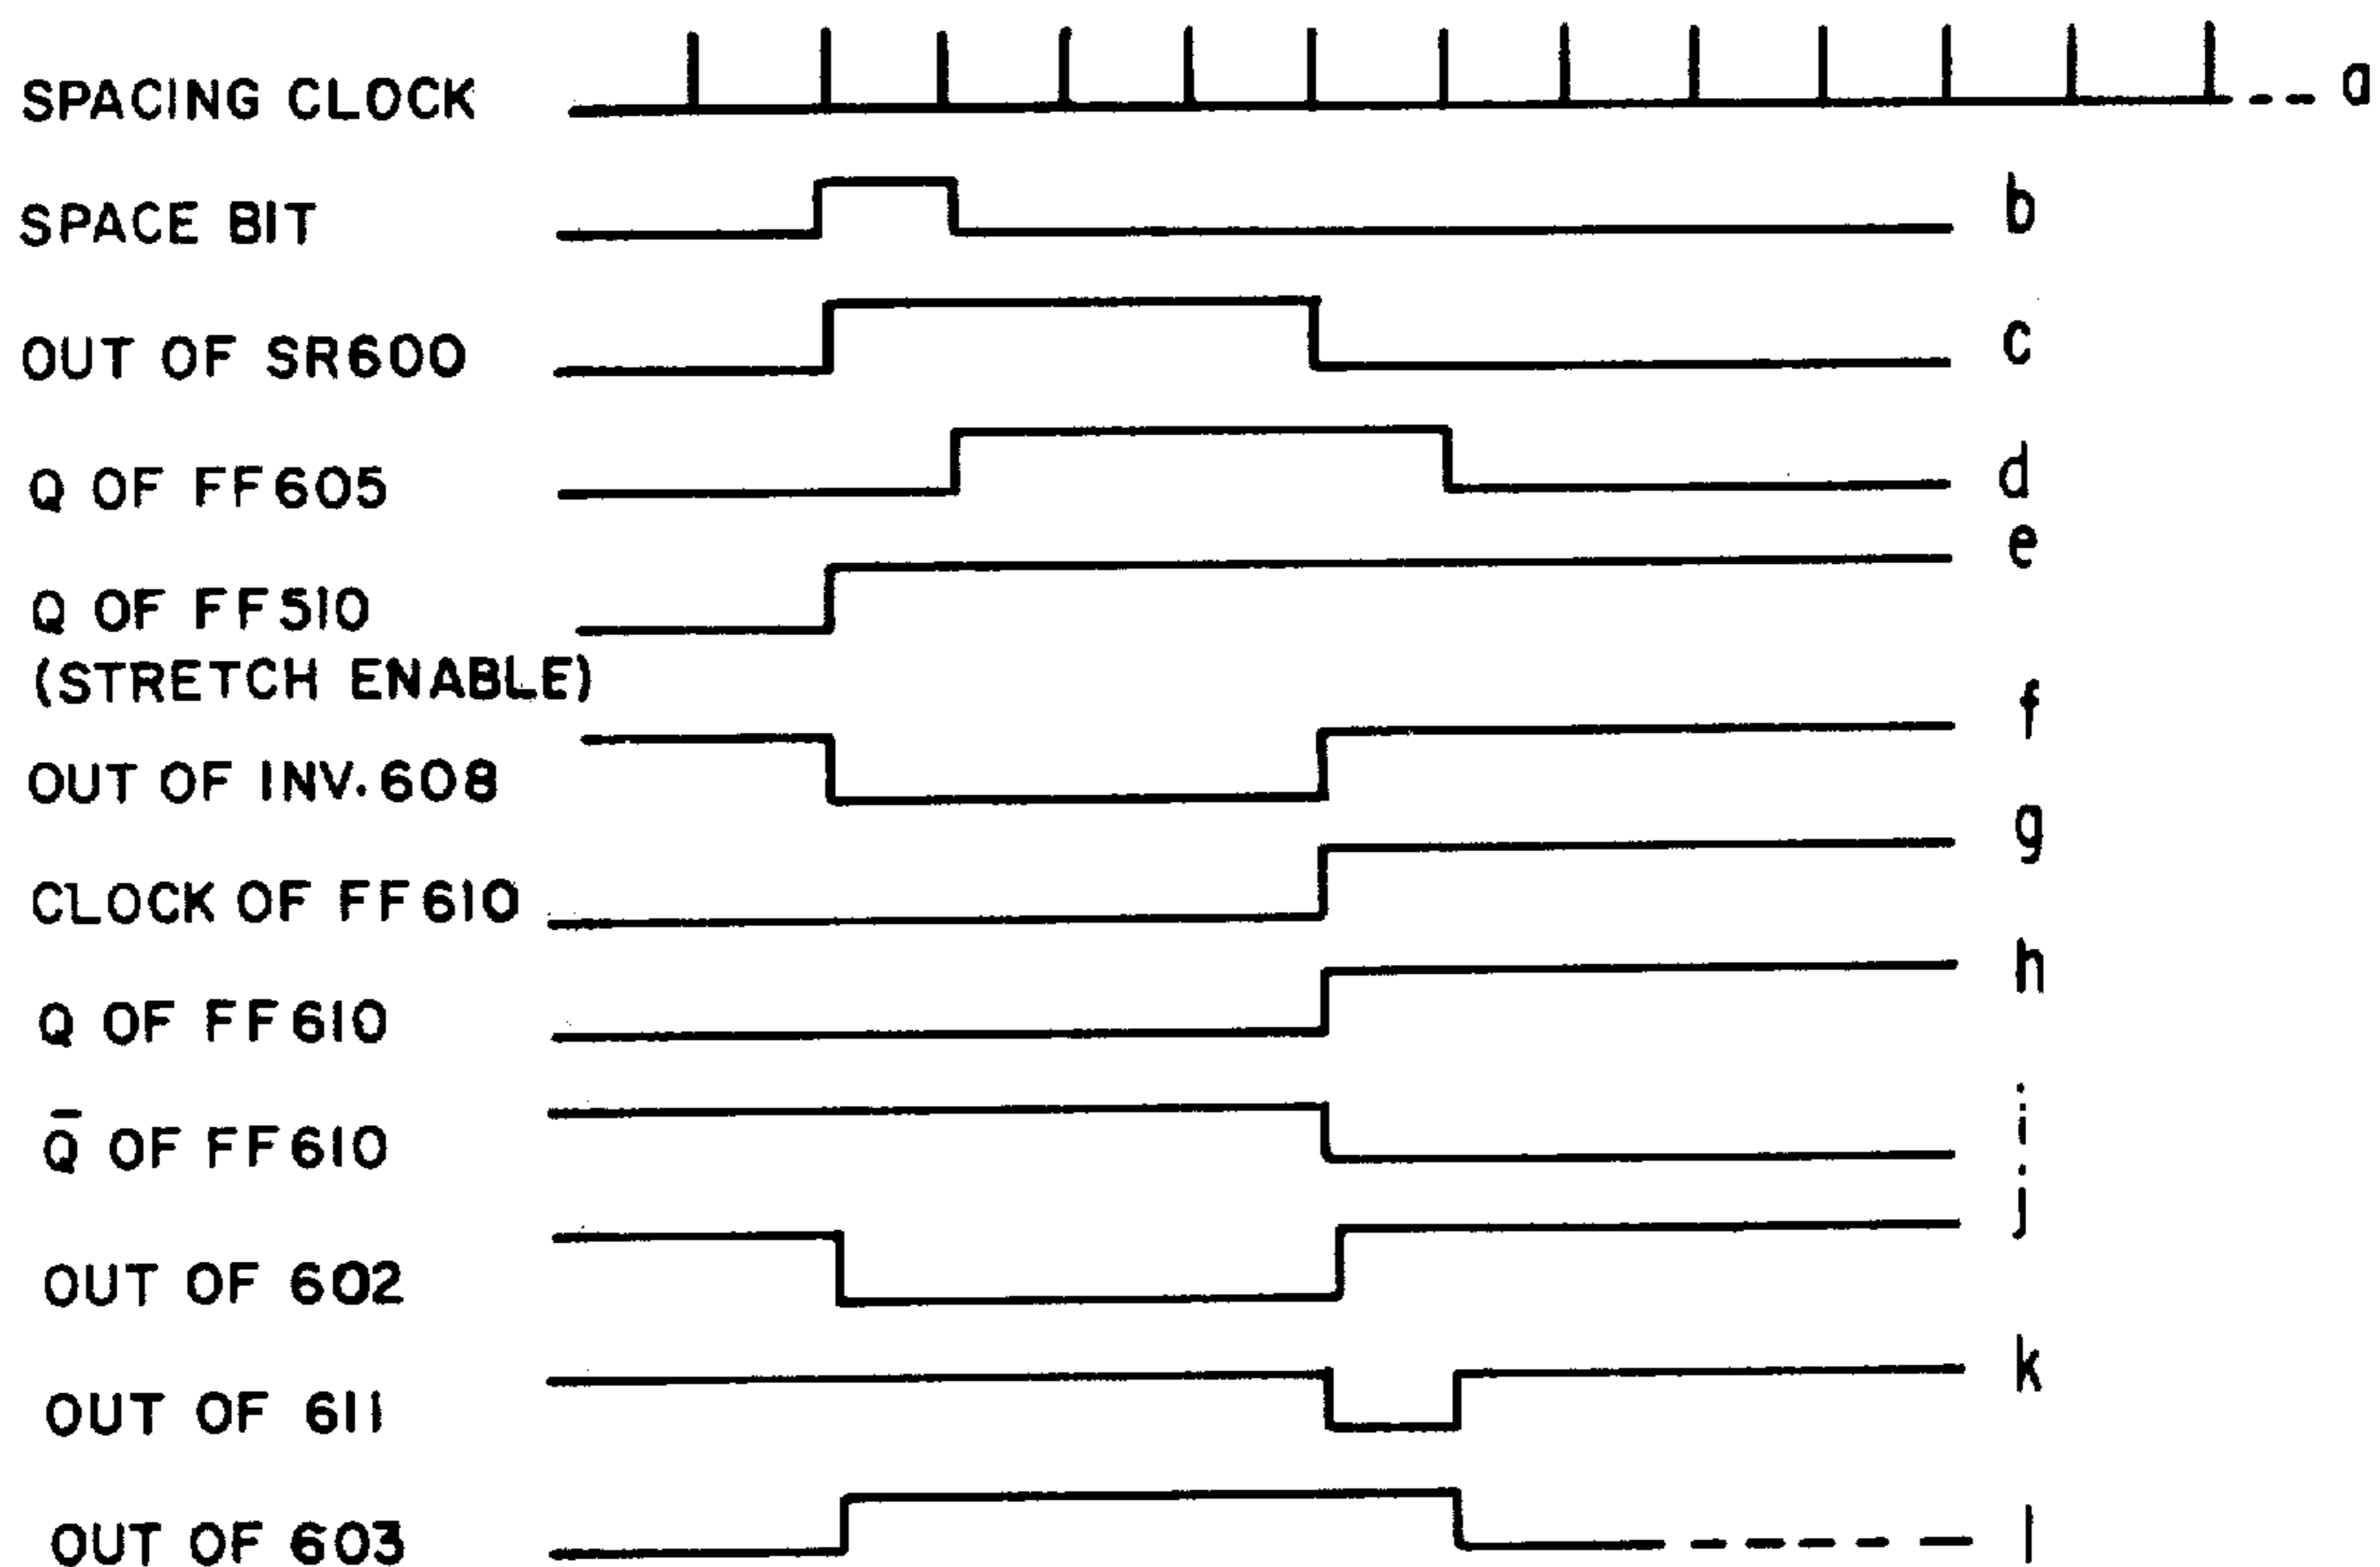 SPACING CLOCK a
SPACE BIT b
OUT OF SR600 c
Q OF FF605 d
Q OF FF510 e
(STRETCH ENABLE)
OUT OF INV.608 f
CLOCK OF FF610 g
Q OF FF610 h
Q̄ OF FF610 i
OUT OF 602 j
OUT OF 611 k
OUT OF 603 l